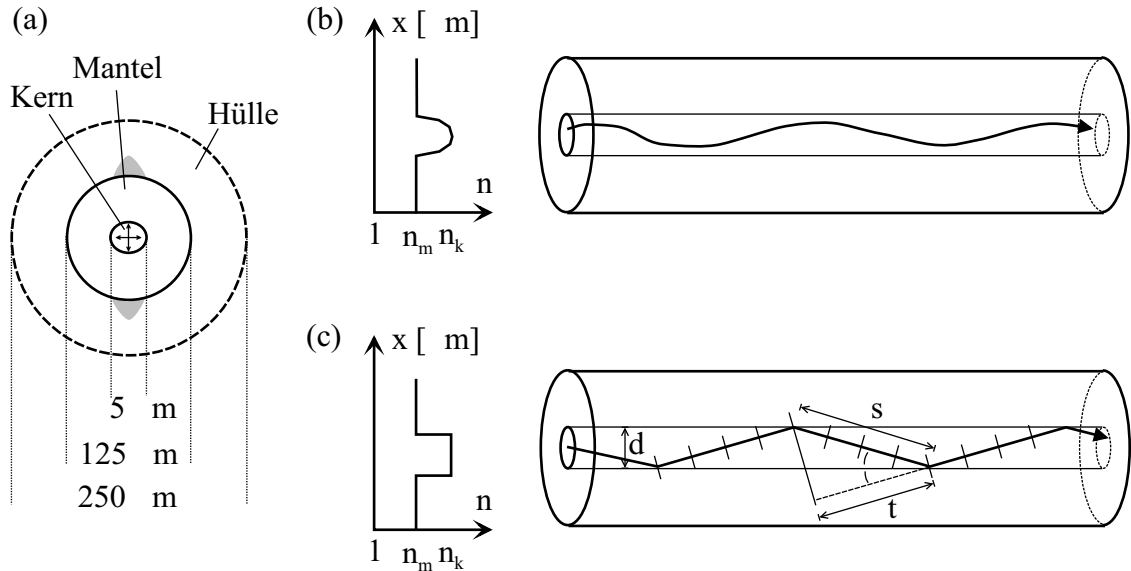 (a)
Mantel
Kern
Hülle
5 m
125 m
250 m
(b)
x [ m]
n
1 n_m n_k
(c)
x [ m]
n
1 n_m n_k
d
s
t